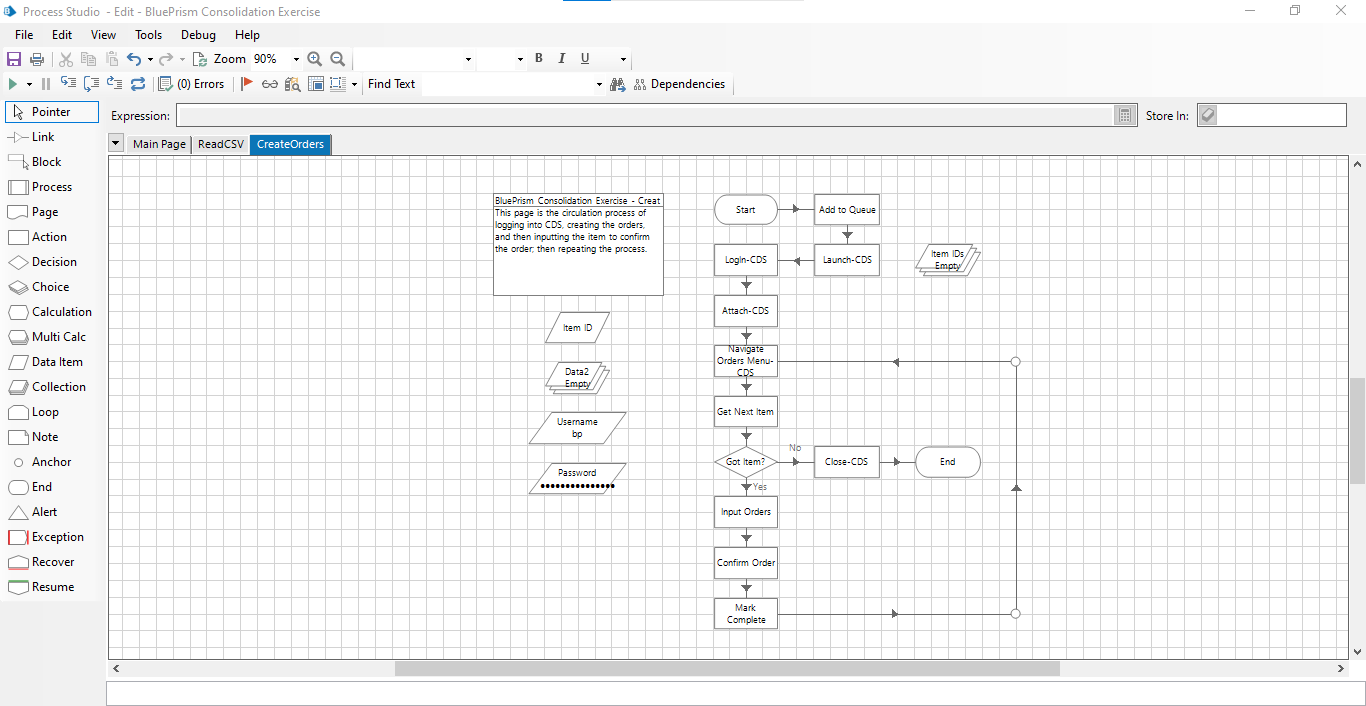 Process Studio - Edit - BluePrism Consolidation Exercise
File Edit View Tools Debug Help
Zoom 90% B I U
(0) Errors Find Text Dependencies
Pointer
Link
Block
Process
Page
Action
Decision
Choice
Calculation
Multi Calc
Data Item
Collection
Loop
Note
Anchor
End
Alert
Exception
Recover
Resume
Expression: Store In:
Main Page ReadCSV CreateOrders
BluePrism Consolidation Exercise - Creat
This page is the circulation process of
logging into CDS, creating the orders,
and then inputting the item to confirm
the order; then repeating the process.
Item ID
Data2
Empty
Username
bp
Password
Start
Add to Queue
Login-CDS
Launch-CDS
Item IDs
Empty
Attach-CDS
Navigate
Orders Menu-
CDS
Get Next Item
Got Item?
No
Close-CDS
End
Yes
Input Orders
Confirm Order
Mark
Complete